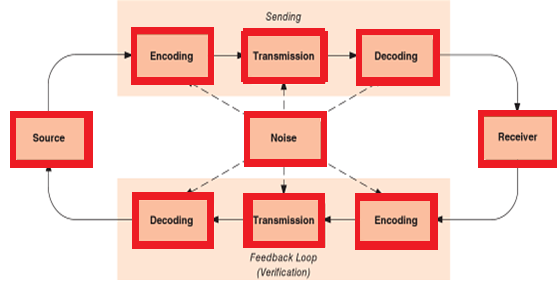 Sending
Encoding
Transmission
Decoding
Source
Noise
Receiver
Decoding
Transmission
Encoding
Feedback Loop
(Verification)